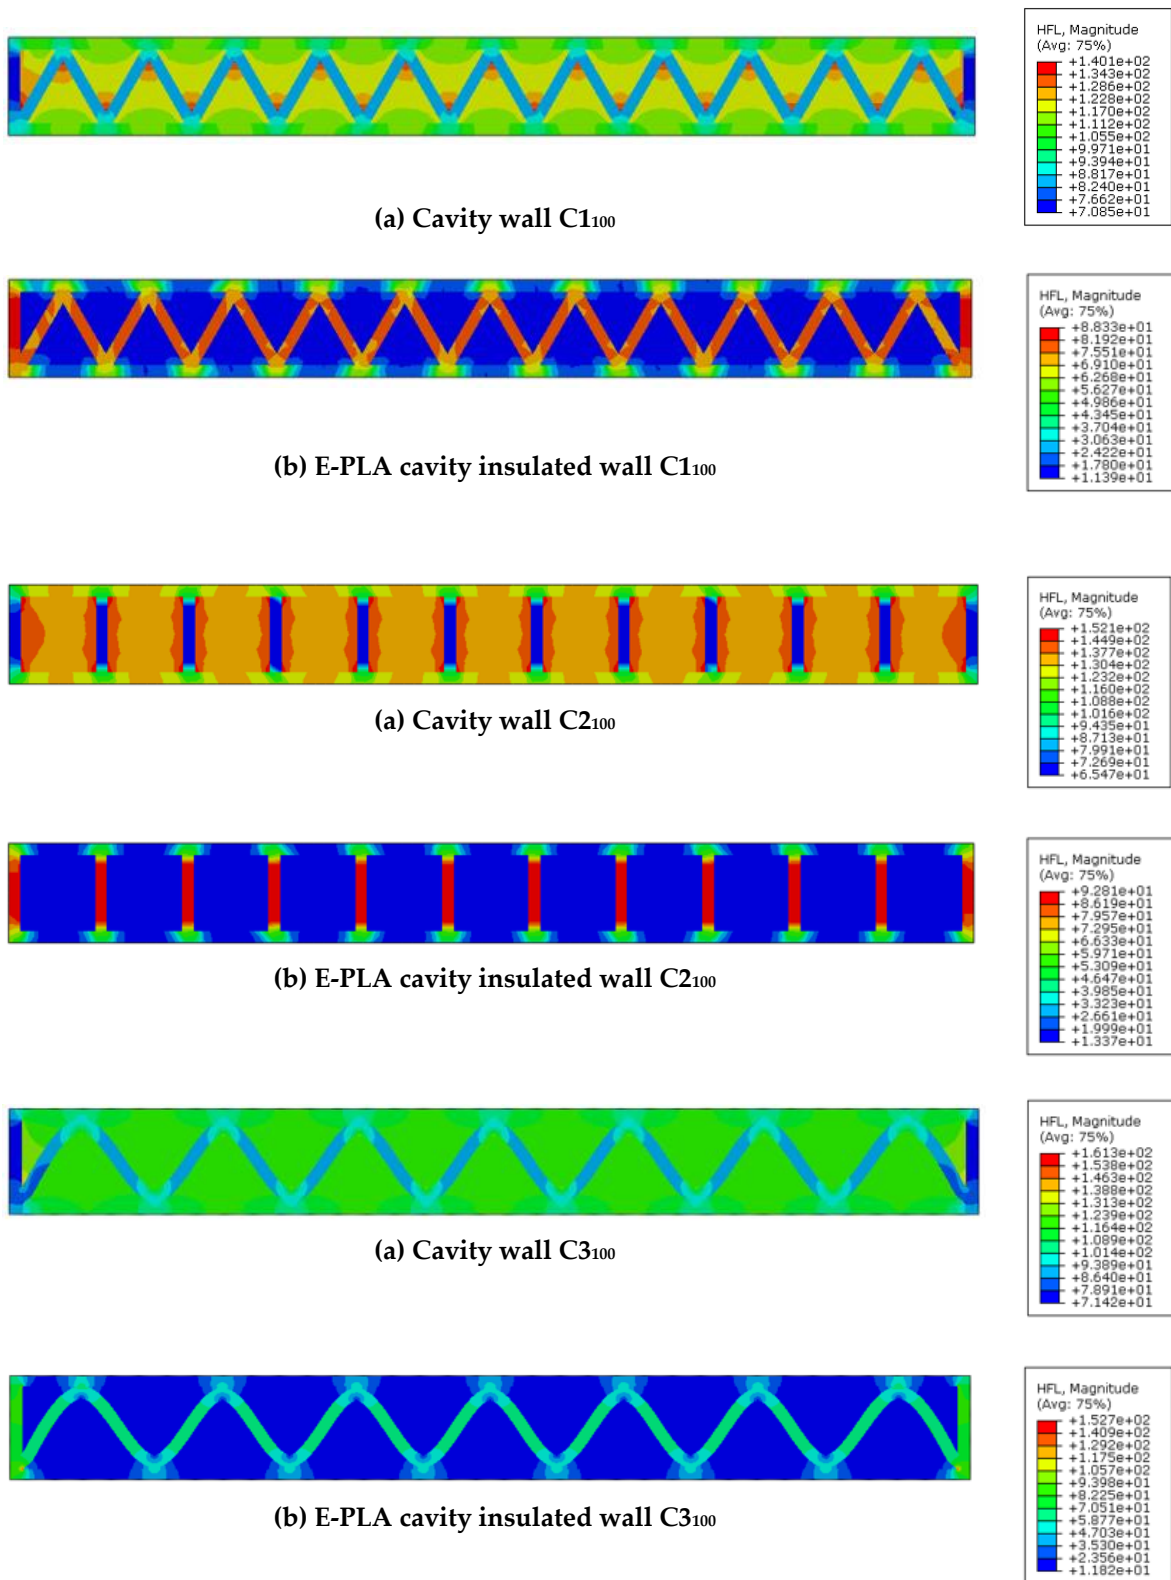 HFL, Magnitude
(Avg: 75%)
+1.401e+02
+1.343e+02
+1.286e+02
+1.228e+02
+1.170e+02
+1.112e+02
+1.055e+02
+9.971e+01
+9.394e+01
+8.817e+01
+8.240e+01
+7.662e+01
+7.085e+01
(a) Cavity wall C1100
HFL, Magnitude
(Avg: 75%)
+8.833e+01
+8.192e+01
+7.551e+01
+6.910e+01
+6.268e+01
+5.627e+01
+4.986e+01
+4.345e+01
+3.704e+01
+3.063e+01
+2.422e+01
+1.780e+01
+1.139e+01
(b) E-PLA cavity insulated wall C1100
HFL, Magnitude
(Avg: 75%)
+1.521e+02
+1.449e+02
+1.377e+02
+1.304e+02
+1.232e+02
+1.160e+02
+1.088e+02
+1.016e+02
+9.435e+01
+8.713e+01
+7.991e+01
+7.269e+01
+6.547e+01
(a) Cavity wall C2100
HFL, Magnitude
(Avg: 75%)
+9.281e+01
+8.619e+01
+7.957e+01
+7.295e+01
+6.633e+01
+5.971e+01
+5.309e+01
+4.647e+01
+3.985e+01
+3.323e+01
+2.661e+01
+1.999e+01
+1.337e+01
(b) E-PLA cavity insulated wall C2100
HFL, Magnitude
(Avg: 75%)
+1.613e+02
+1.538e+02
+1.463e+02
+1.388e+02
+1.313e+02
+1.239e+02
+1.164e+02
+1.089e+02
+1.014e+02
+9.389e+01
+8.640e+01
+7.891e+01
+7.142e+01
(a) Cavity wall C3100
HFL, Magnitude
(Avg: 75%)
+1.527e+02
+1.409e+02
+1.292e+02
+1.175e+02
+1.057e+02
+9.398e+01
+8.225e+01
+7.051e+01
+5.877e+01
+4.703e+01
+3.530e+01
+2.356e+01
+1.182e+01
(b) E-PLA cavity insulated wall C3100